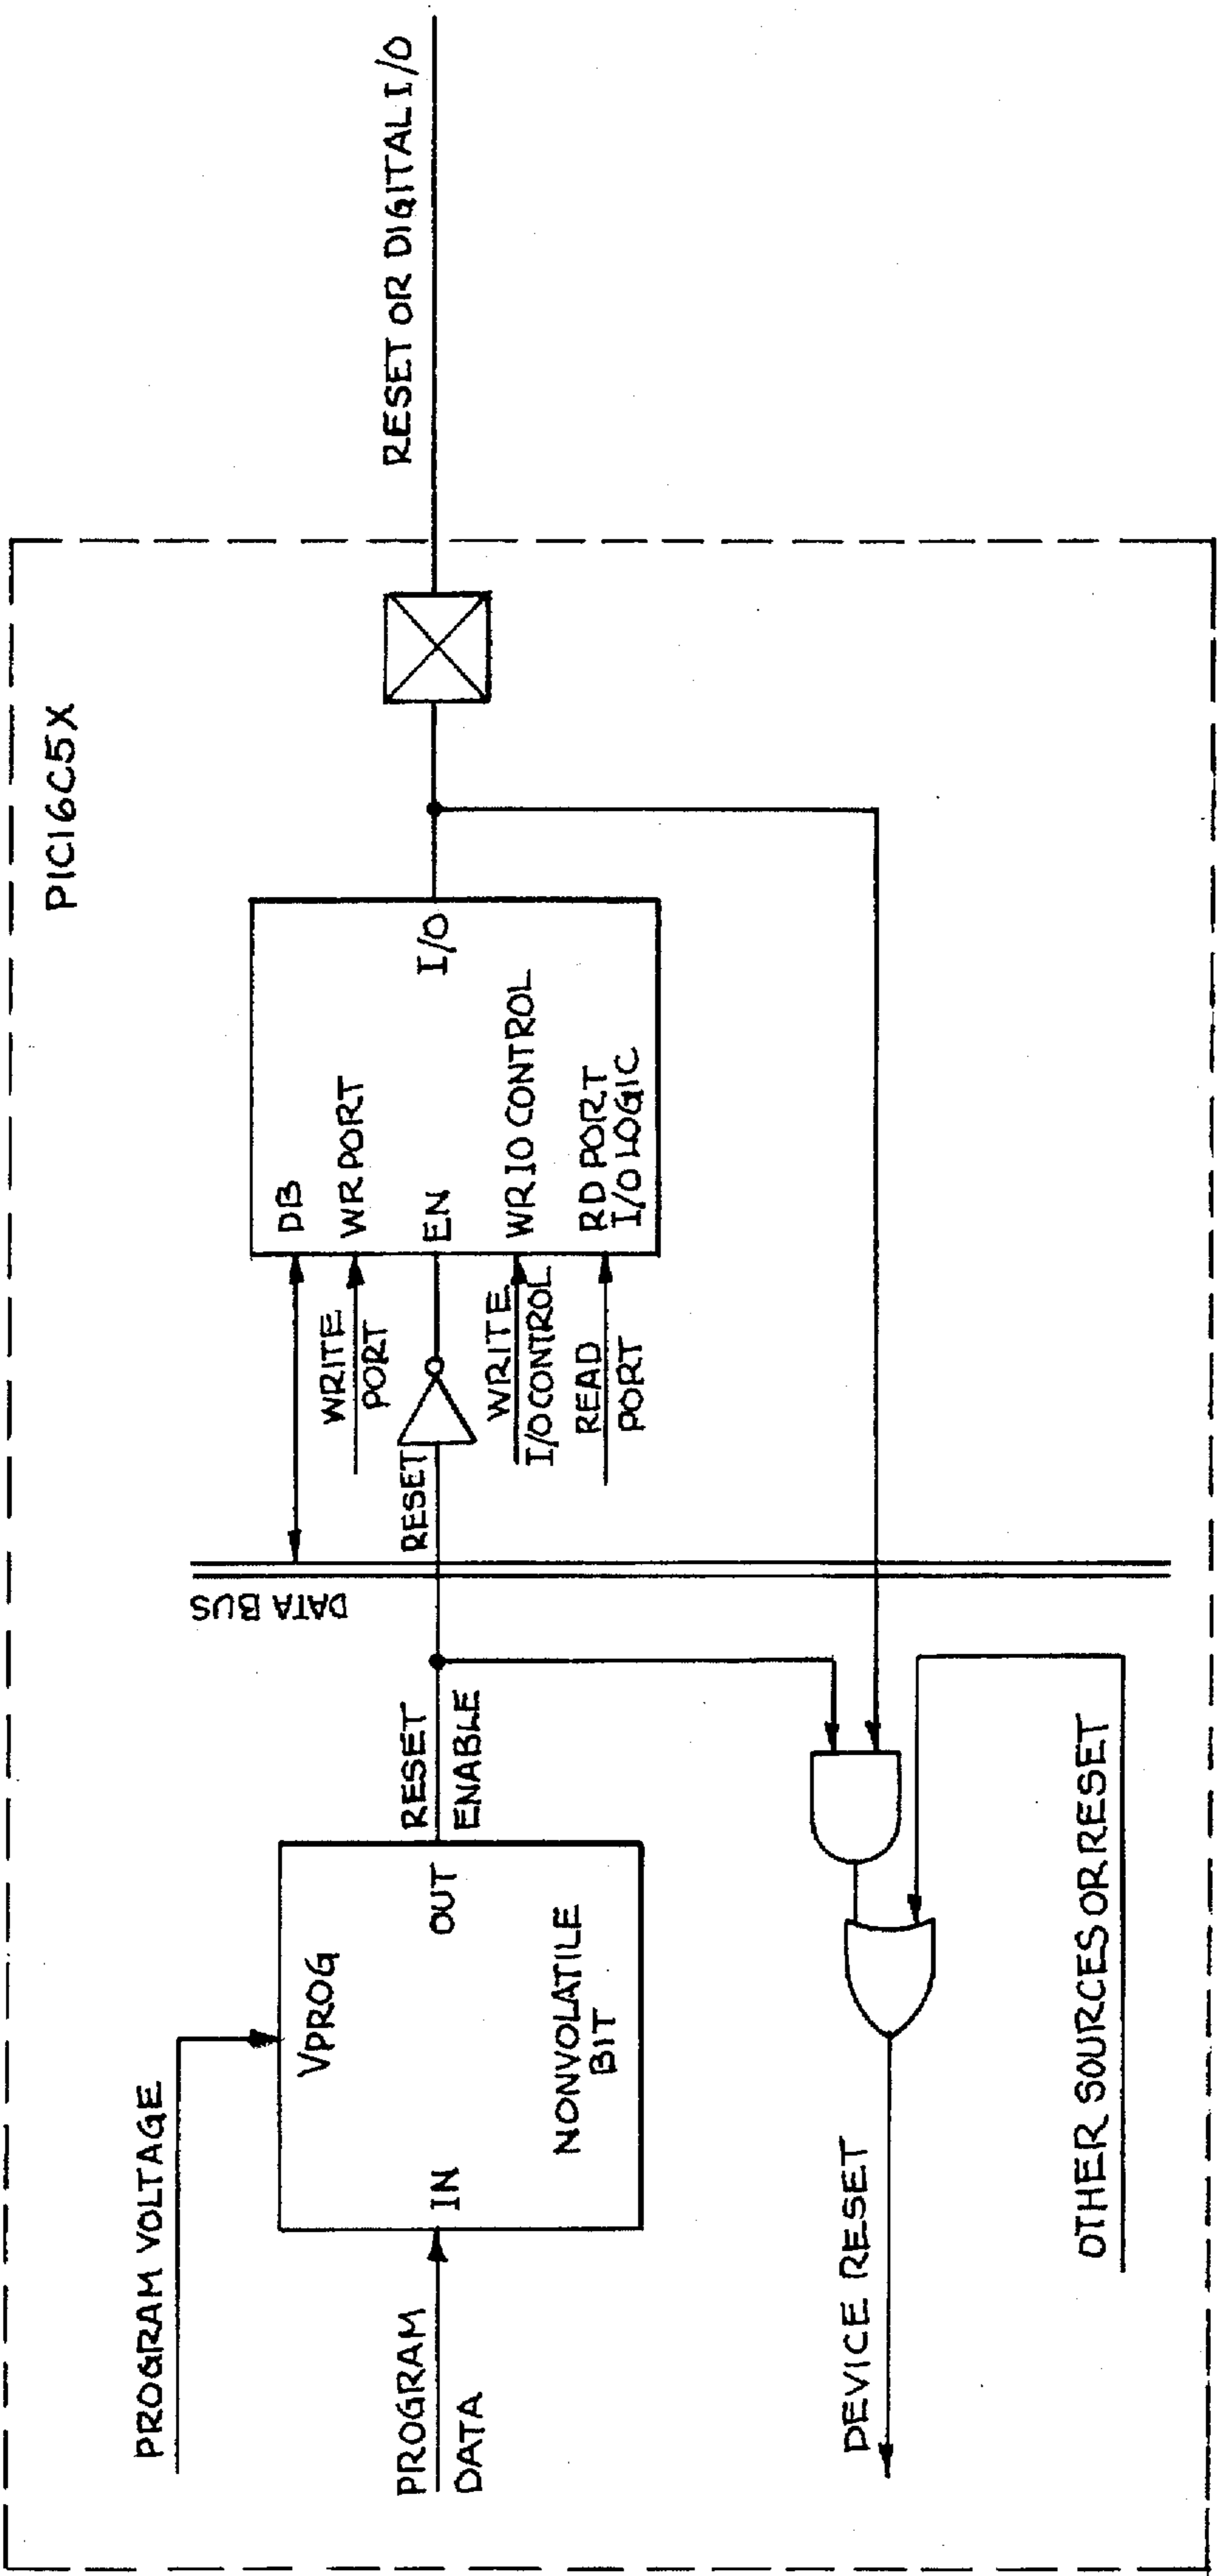 PIC16C5X
PROGRAM VOLTAGE
PROGRAM
DATA
VPROG
IN
OUT
NONVOLATILE
BIT
RESET
ENABLE
DATA BUS
RESET
WRITE
PORT
WRITE
I/O CONTROL
READ
PORT
DB
WR PORT
EN
WR IO CONTROL
RD PORT
I/O LOGIC
I/O
RESET OR DIGITAL I/O
DEVICE RESET
OTHER SOURCES OR RESET